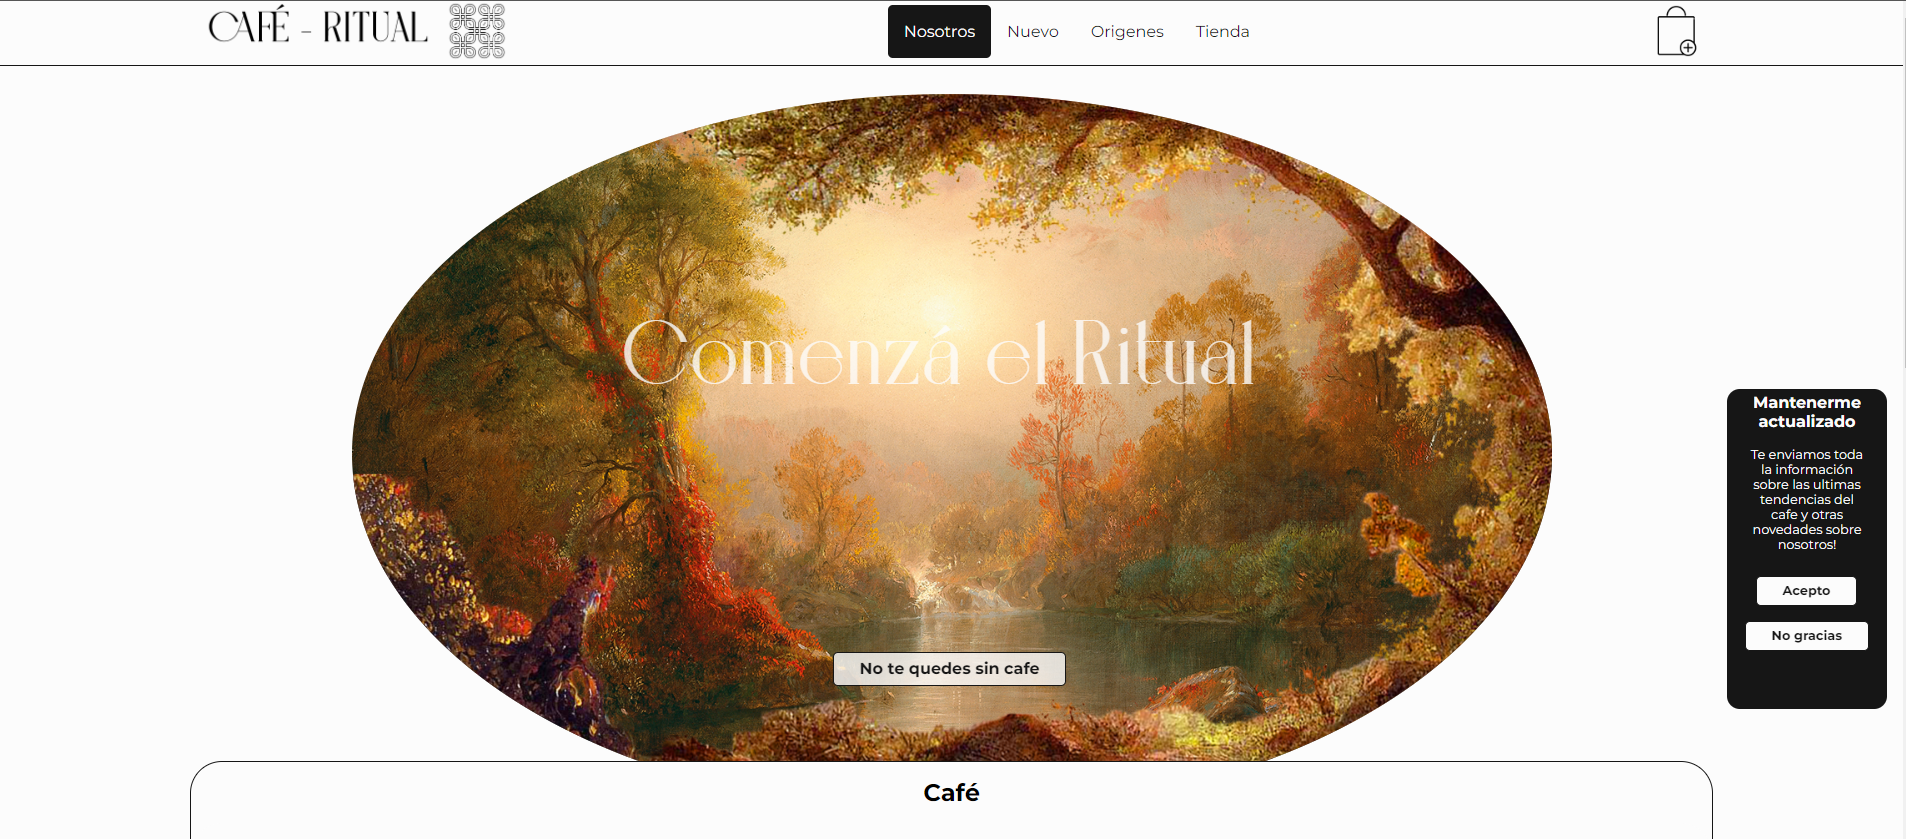 CAFÉ - RITUAL
Nosotros
Nuevo
Origenes
Tienda
Comenzá el Ritual
No te quedes sin cafe
Mantenerme
actualizado
Te enviamos toda
la información
sobre las ultimas
tendencias del
cafe y otras
novedades sobre
nosotros!
Acepto
No gracias
Café